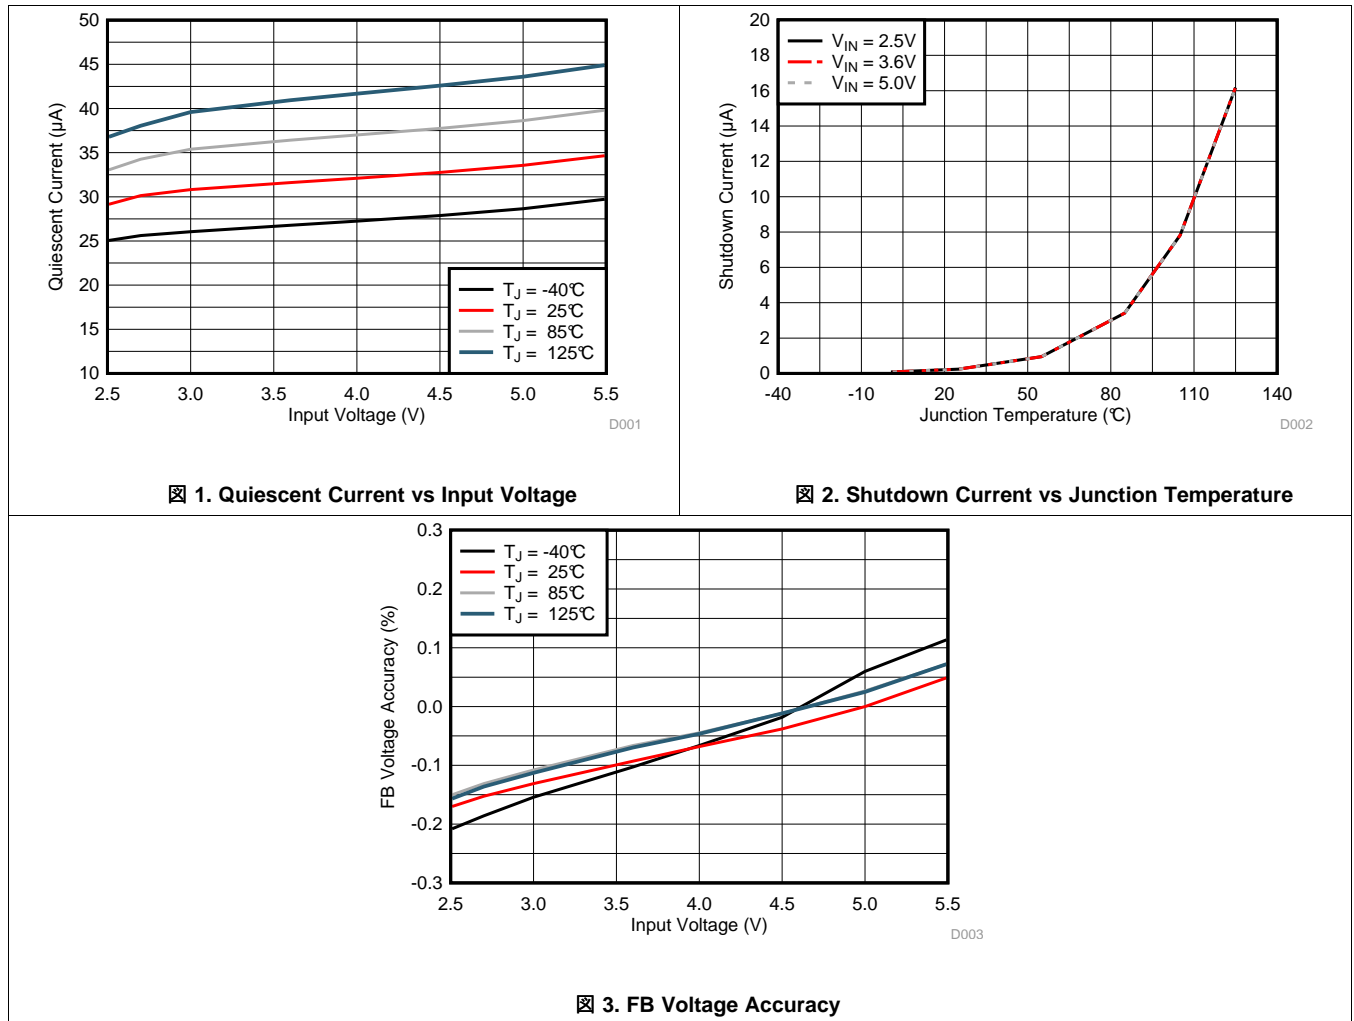 50
45
40
35
30
25
20
15
10
Quiescent Current (µA)
T_J = -40°C
T_J = 25°C
T_J = 85°C
T_J = 125°C
2.5 3.0 3.5 4.0 4.5 5.0 5.5
Input Voltage (V)
D001
図 1. Quiescent Current vs Input Voltage
20
18
16
14
12
10
8
6
4
2
0
Shutdown Current (µA)
V_IN = 2.5V
V_IN = 3.6V
V_IN = 5.0V
-40 -10 20 50 80 110 140
Junction Temperature (°C)
D002
図 2. Shutdown Current vs Junction Temperature
0.3
0.2
0.1
0.0
-0.1
-0.2
-0.3
FB Voltage Accuracy (%)
T_J = -40°C
T_J = 25°C
T_J = 85°C
T_J = 125°C
2.5 3.0 3.5 4.0 4.5 5.0 5.5
Input Voltage (V)
D003
図 3. FB Voltage Accuracy